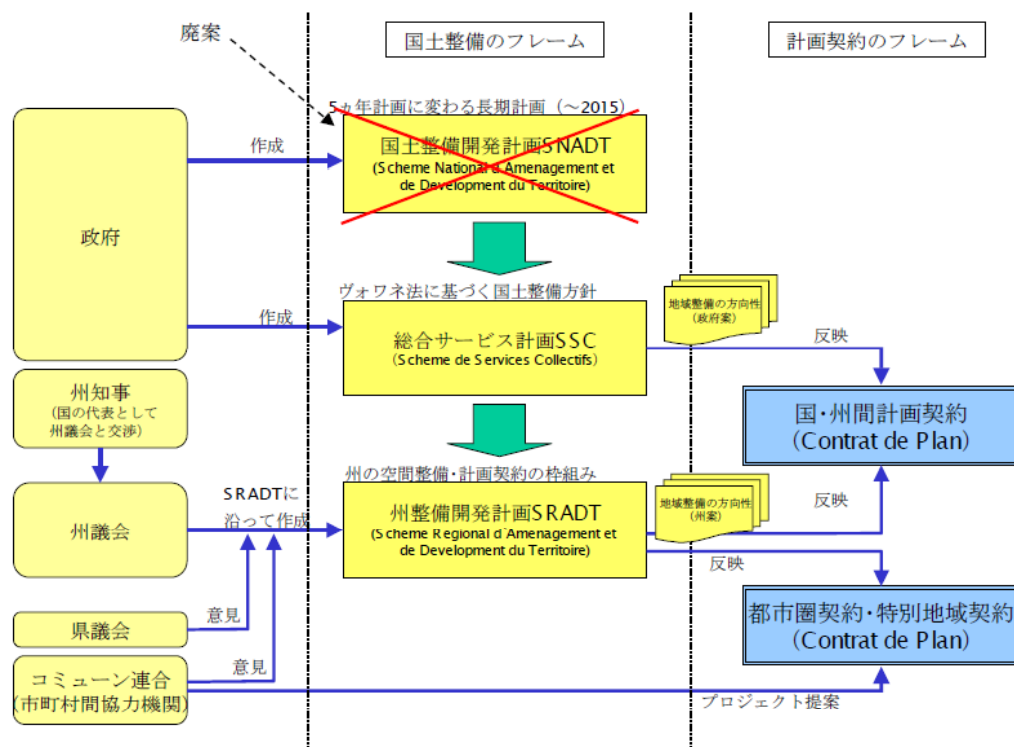 廃案
国土整備のフレーム
計画契約のフレーム
5ヵ年計画に変わる長期計画（～2015）
作成
国土整備開発計画SNADT
(Scheme National d'Amenagement et
de Development du Territoire)
政府
ヴォワネ法に基づく国土整備方針
作成
総合サービス計画SSC
(Scheme de Services Collectifs)
地域整備の方向性
(政府案)
反映
州知事
(国の代表として
州議会と交渉)
国・州間計画契約
(Contrat de Plan)
州の空間整備・計画契約の枠組み
州議会
SRADTに
沿って作成
州整備開発計画SRADT
(Scheme Regional d'Amenagement et
de Development du Territoire)
地域整備の方向性
(州案)
反映
反映
県議会
意見
都市圏契約・特別地域契約
(Contrat de Plan)
コミューン連合
(市町村間協力機関)
意見
プロジェクト提案